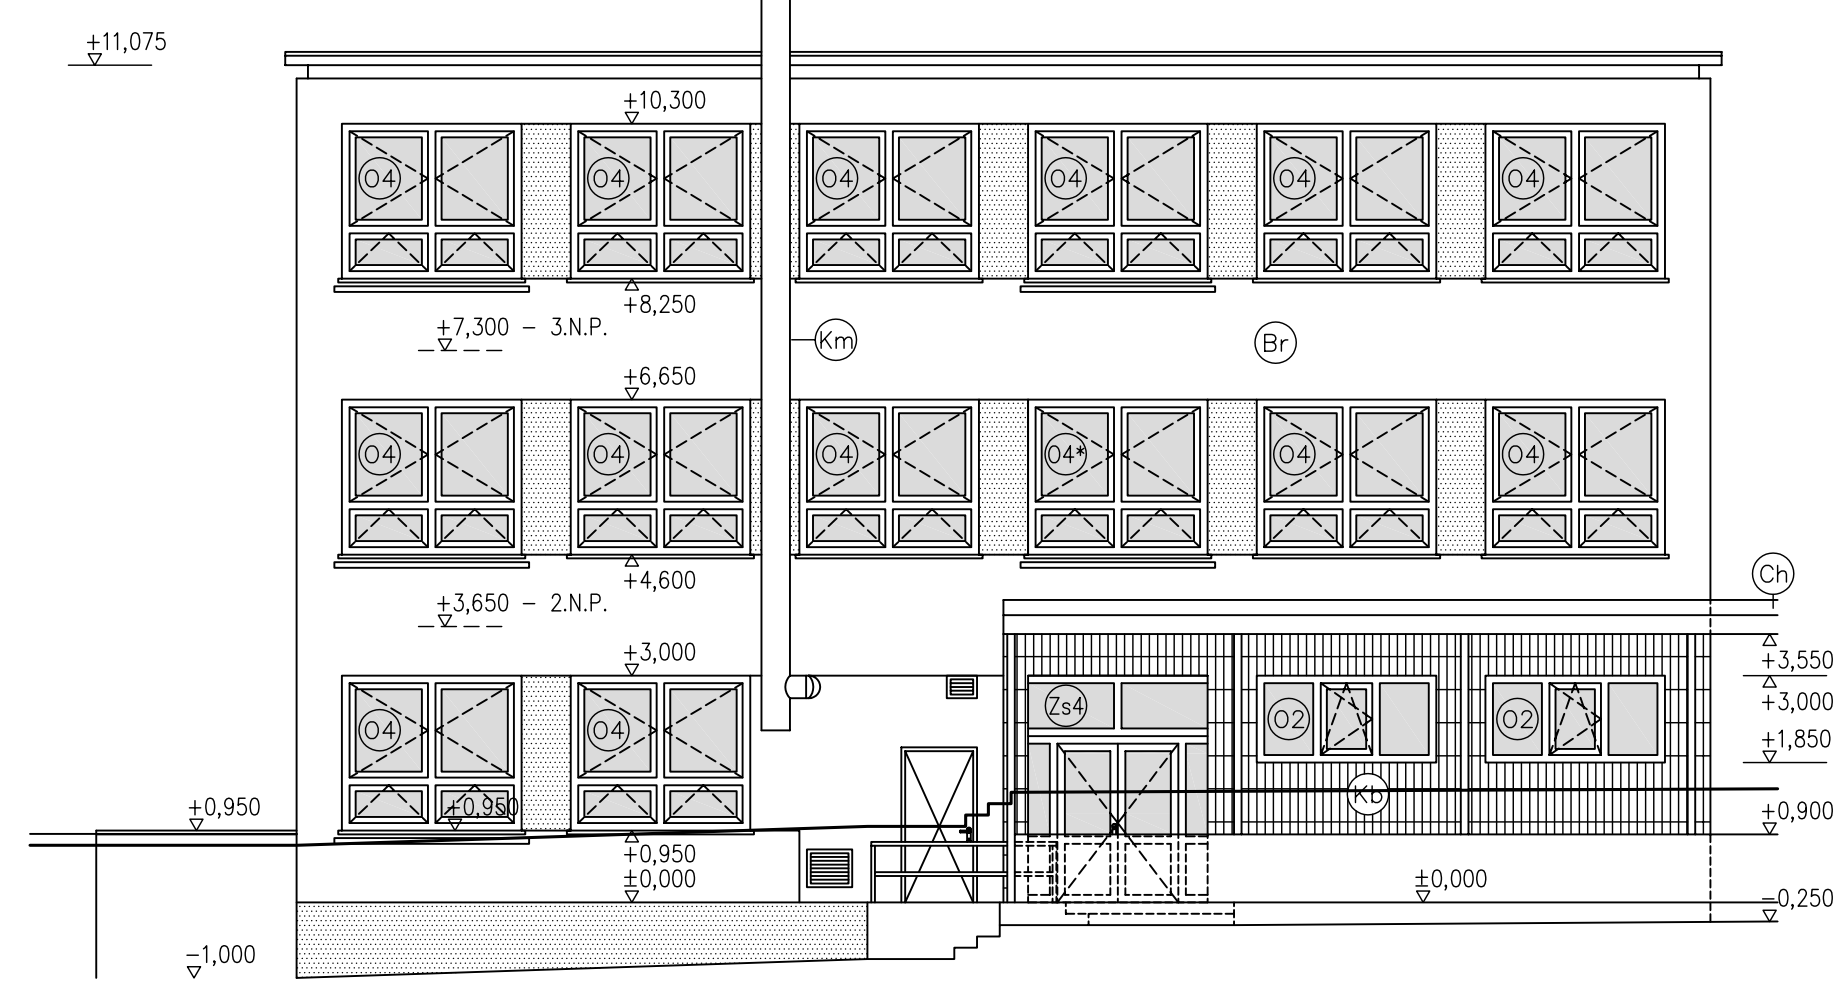 +11,075
+10,300
O4 O4 O4 O4 O4 O4
+8,250
+7,300 - 3.N.P.
Km
Br
+6,650
O4 O4 O4 O4* O4 O4
+4,600
Ch
+3,650 - 2.N.P.
+3,000
+3,550
+3,000
Zs4
O2 O2
O4 O4
+1,850
Kb
+0,950
+0,950
+0,900
+0,950
±0,000
±0,000
-0,250
-1,000